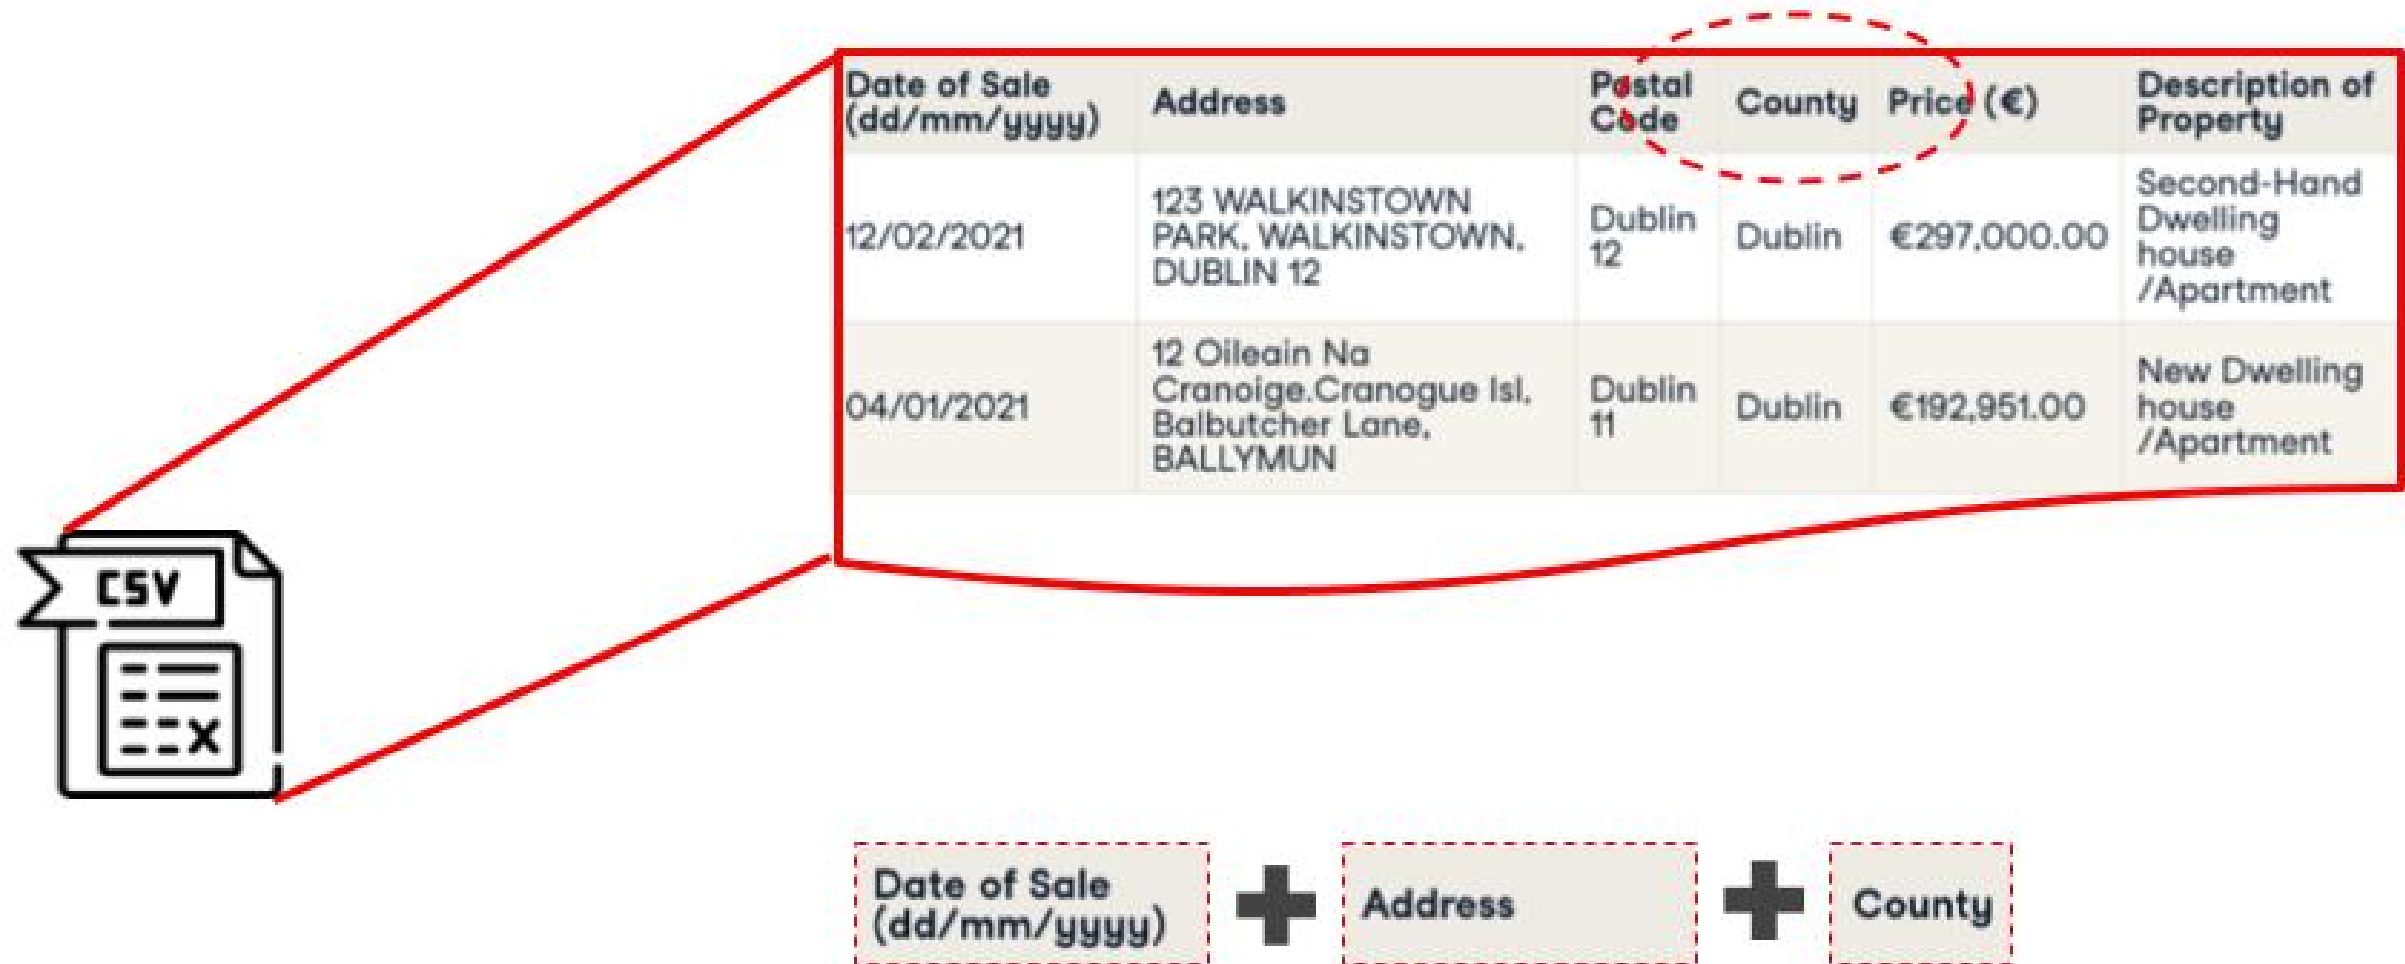 Date of Sale
(dd/mm/yyyy)
Address
Postal
Code
County
Price (€)
Description of
Property
12/02/2021
123 WALKINSTOWN
PARK, WALKINSTOWN,
DUBLIN 12
Dublin
12
Dublin
€297,000.00
Second-Hand
Dwelling
house
/Apartment
04/01/2021
12 Oileain Na
Cranoige.Cranogue Isl,
Balbutcher Lane,
BALLYMUN
Dublin
11
Dublin
€192,951.00
New Dwelling
house
/Apartment
CSV
Date of Sale
(dd/mm/yyyy)
Address
County